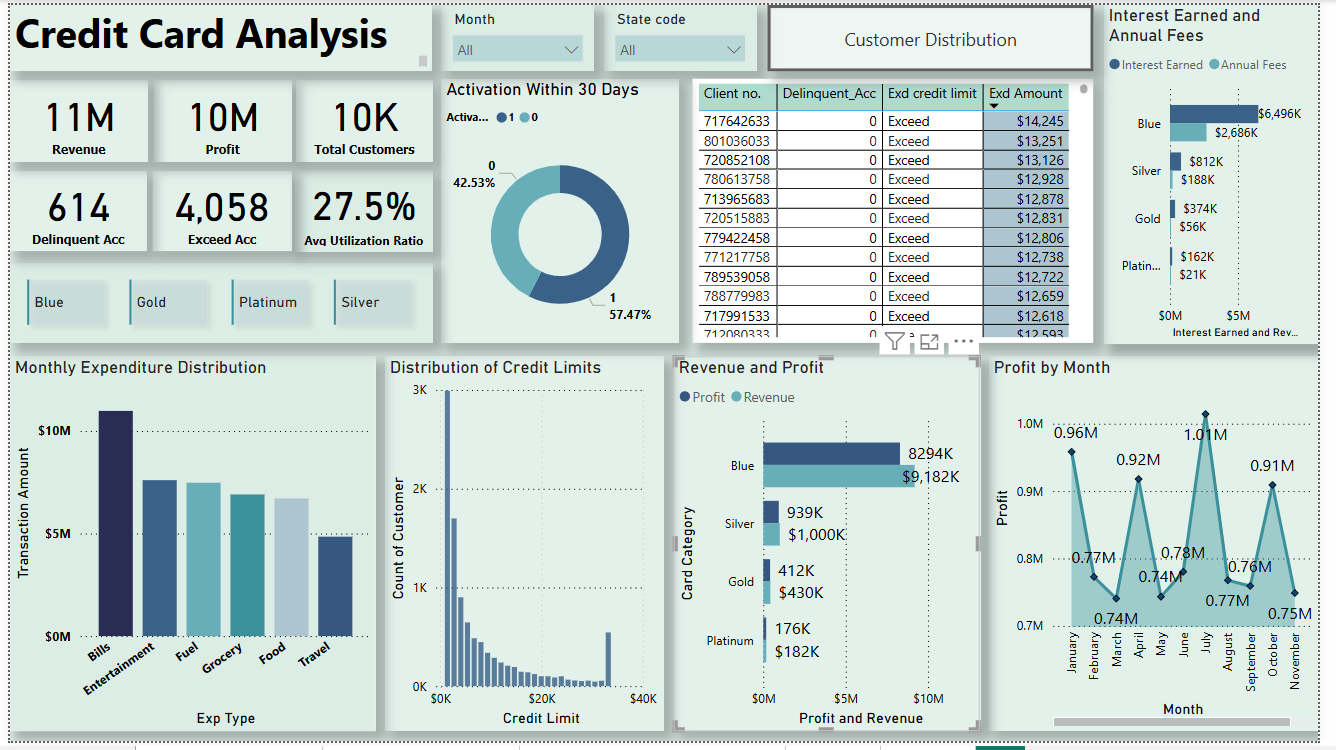 Credit Card Analysis
Month
All
State code
All
Customer Distribution
11M
Revenue
10M
Profit
10K
Total Customers
614
Delinquent Acc
4,058
Exceed Acc
27.5%
Avg Utilization Ratio
Blue
Gold
Platinum
Silver
Activation Within 30 Days
Activa... 1 0
0
42.53%
1
57.47%
Client no. Delinquent_Acc Exd credit limit Exd Amount
717642633 0 Exceed $14,245
801036033 0 Exceed $13,251
720852108 0 Exceed $13,126
780613758 0 Exceed $12,928
713965683 0 Exceed $12,878
720515883 0 Exceed $12,831
779422458 0 Exceed $12,806
771217758 0 Exceed $12,738
789539058 0 Exceed $12,722
788779983 0 Exceed $12,659
717991533 0 Exceed $12,618
712080333 0 Exceed $12,593
Interest Earned and
Annual Fees
Interest Earned Annual Fees
Blue
$6,496K
$2,686K
Silver
$812K
$188K
Gold
$374K
$56K
Platin...
$162K
$21K
$0M $5M
Interest Earned and Rev...
Monthly Expenditure Distribution
Transaction Amount
$10M
$5M
$0M
Bills
Entertainment
Fuel
Grocery
Food
Travel
Exp Type
Distribution of Credit Limits
Count of Customer
3K
2K
1K
0K
$0K $20K $40K
Credit Limit
Revenue and Profit
Profit Revenue
Card Category
Blue
8294K
$9,182K
Silver
939K
$1,000K
Gold
412K
$430K
Platinum
176K
$182K
$0M $5M $10M
Profit and Revenue
Profit by Month
Profit
1.0M
0.9M
0.8M
0.7M
0.96M
0.77M
0.74M
0.92M
0.74M
0.78M
1.01M
0.77M
0.76M
0.91M
0.75M
January
February
March
April
May
June
July
August
September
October
November
Month